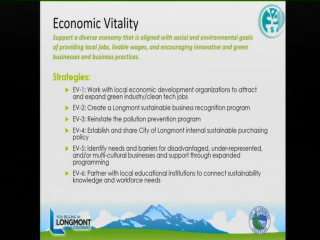 Economic Vitality
Support a diverse economy that is aligned with social and environmental goals
of providing local jobs, livable wages, and encouraging innovative and green
businesses and business practices.
Strategies:
EV-1: Work with local economic development organizations to attract
and expand green industry/clean tech jobs
EV-2: Create a Longmont sustainable business recognition program
EV-3: Reinstate the pollution prevention program
EV-4: Establish and share City of Longmont internal sustainable purchasing
policy
EV-5: Identify needs and barriers for disadvantaged, under-represented,
and/or multi-cultural businesses and support through expanded
programming
EV-6: Partner with local educational institutions to connect sustainability
knowledge and workforce needs
YOU BELONG IN
LONGMONT
COLORADO